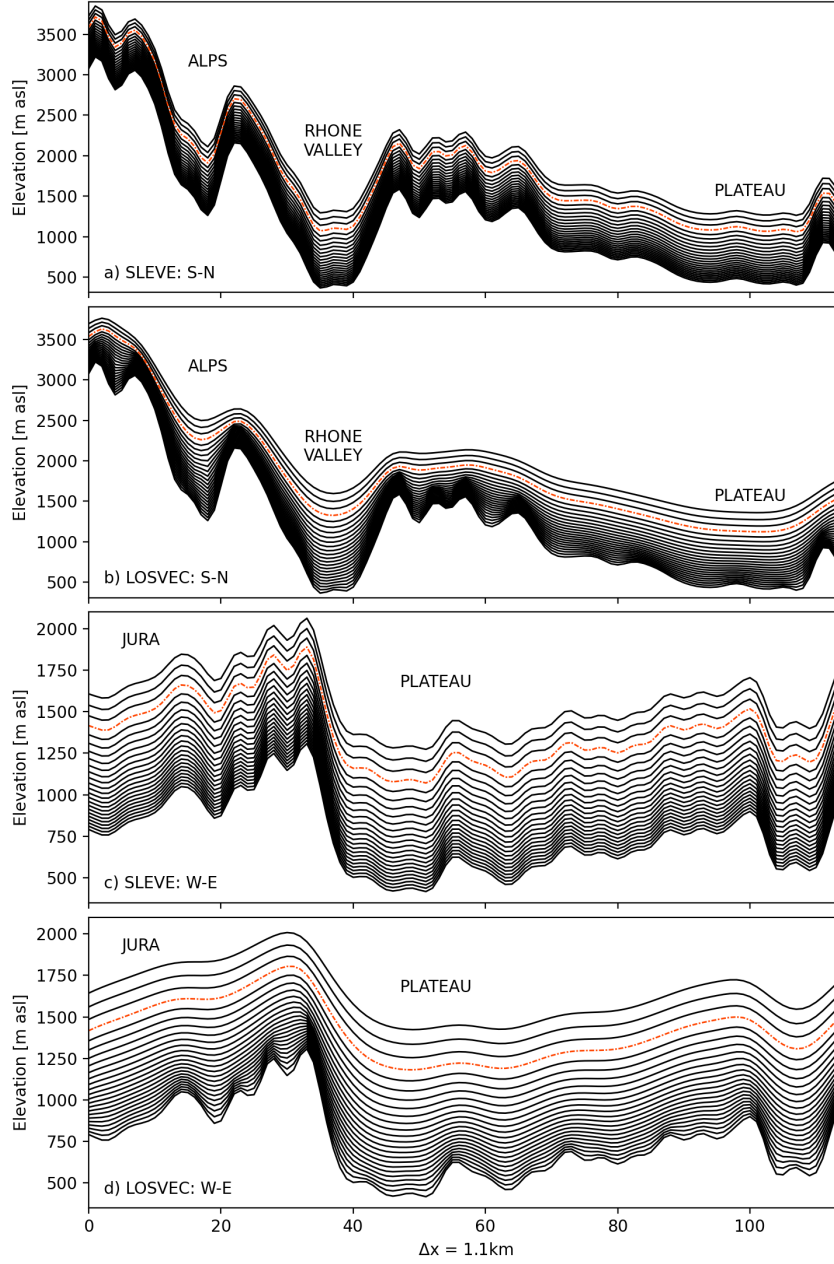 3500
3000
2500
2000
1500
1000
500
Elevation [m asl]
ALPS
RHONE
VALLEY
PLATEAU
a) SLEVE: S-N
3500
3000
2500
2000
1500
1000
500
Elevation [m asl]
ALPS
RHONE
VALLEY
PLATEAU
b) LOSVEC: S-N
2000
1750
1500
1250
1000
750
500
Elevation [m asl]
JURA
PLATEAU
c) SLEVE: W-E
2000
1750
1500
1250
1000
750
500
Elevation [m asl]
JURA
PLATEAU
d) LOSVEC: W-E
0 20 40 60 80 100
Δx = 1.1km